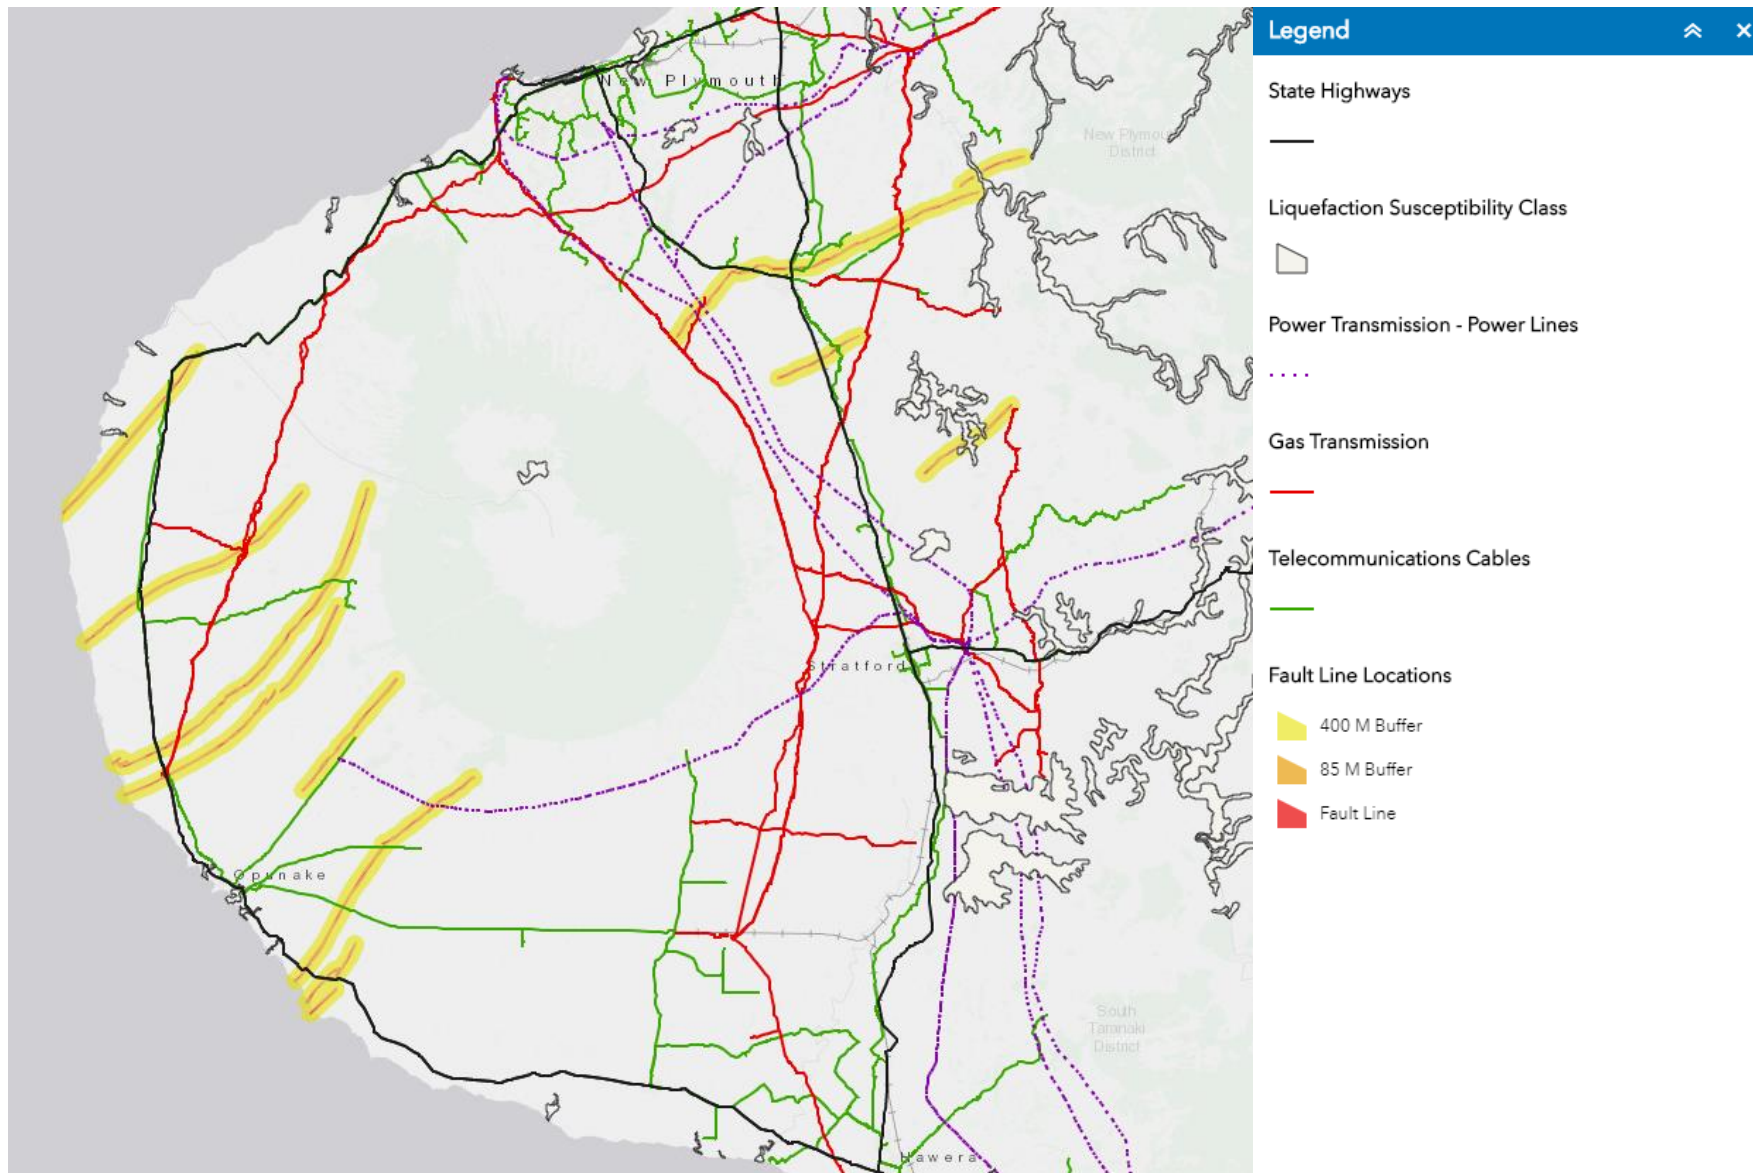 New Plymouth
New Plymouth
District
Stratford
Opunake
South
Taranaki
District
Hawera
Legend
State Highways
Liquefaction Susceptibility Class
Power Transmission - Power Lines
Gas Transmission
Telecommunications Cables
Fault Line Locations
400 M Buffer
85 M Buffer
Fault Line